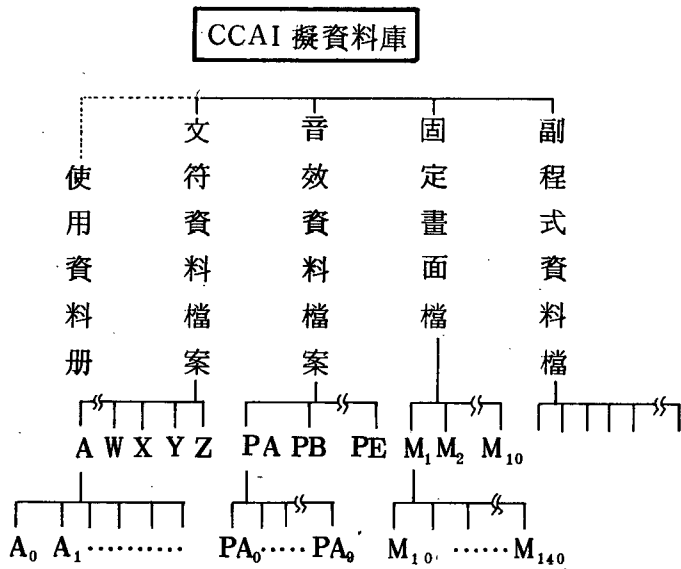 CCAI 擬資料庫
使用資料册
文符資料檔案
音效資料檔案
固定畫面檔
副程式資料檔
A W X Y Z PA PB PE M₁ M₂ M₁₀
A₀ A₁ .......... PA₀ ..... PA₉ M₁₀ ...... M₁₄₀